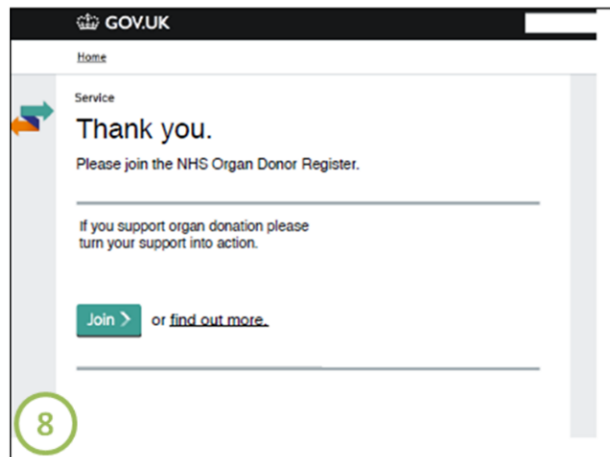 GOV.UK
Home
Service
Thank you.
Please join the NHS Organ Donor Register.
If you support organ donation please
turn your support into action.
Join > or find out more.
8